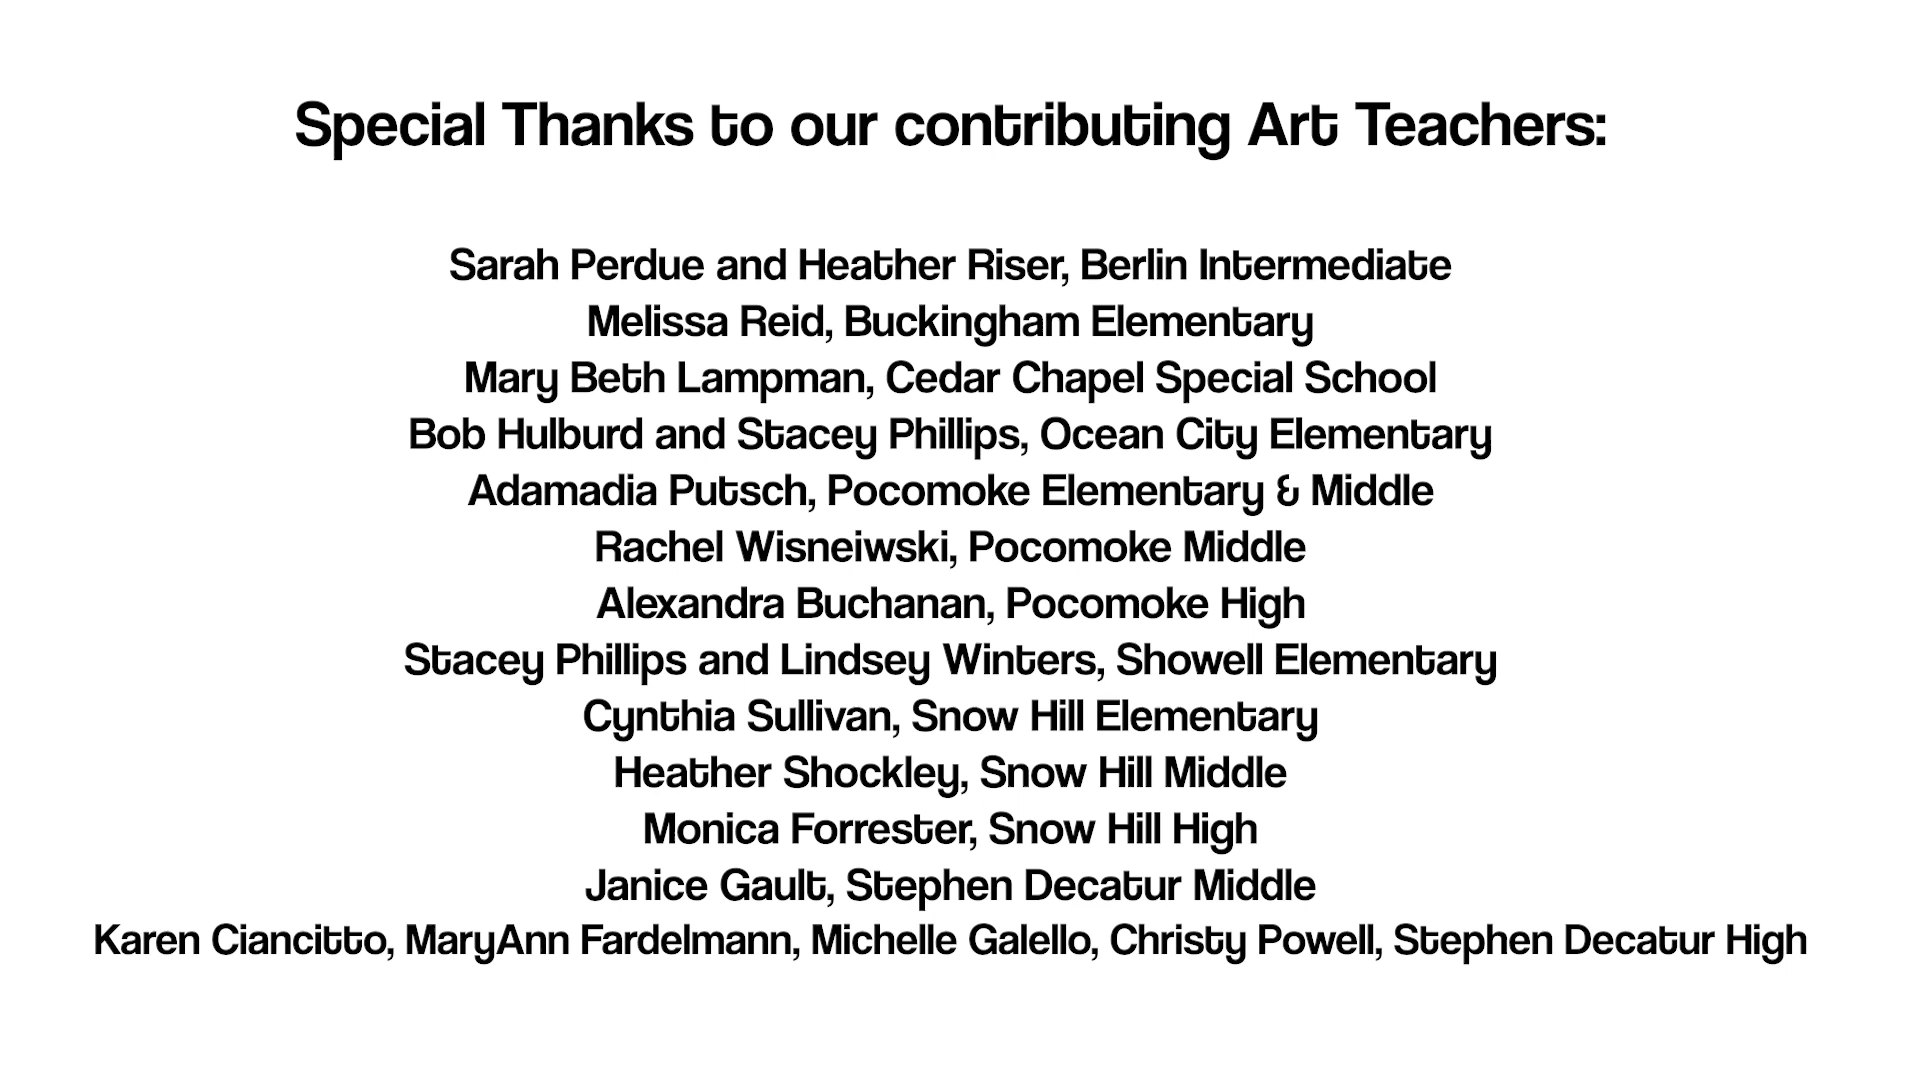 Special Thanks to our contributing Art Teachers:
Sarah Perdue and Heather Riser, Berlin Intermediate
Melissa Reid, Buckingham Elementary
Mary Beth Lampman, Cedar Chapel Special School
Bob Hulburd and Stacey Phillips, Ocean City Elementary
Adamadia Putsch, Pocomoke Elementary & Middle
Rachel Wisneiwski, Pocomoke Middle
Alexandra Buchanan, Pocomoke High
Stacey Phillips and Lindsey Winters, Showell Elementary
Cynthia Sullivan, Snow Hill Elementary
Heather Shockley, Snow Hill Middle
Monica Forrester, Snow Hill High
Janice Gault, Stephen Decatur Middle
Karen Ciancitto, MaryAnn Fardelmann, Michelle Galello, Christy Powell, Stephen Decatur High